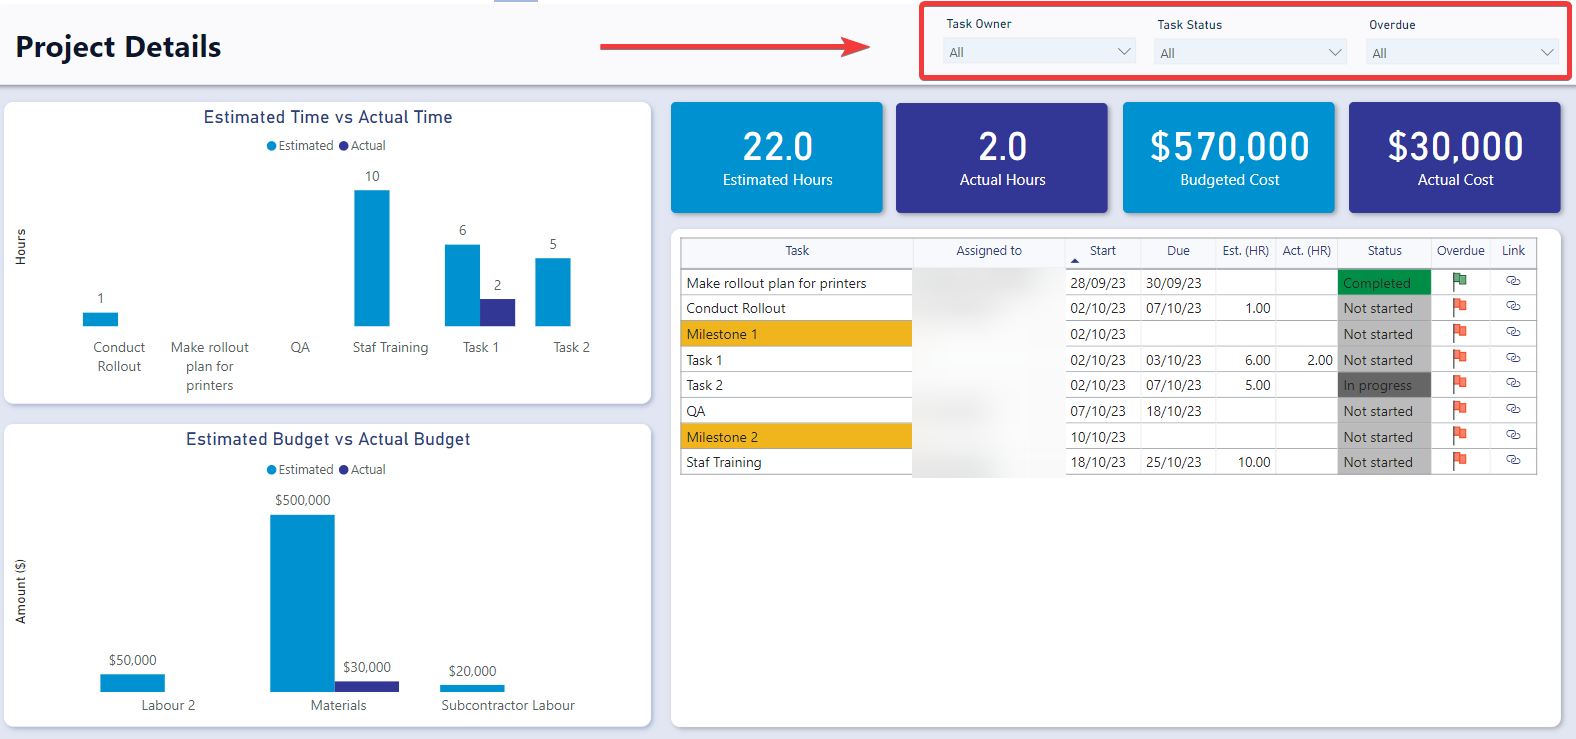 Project Details
Task Owner
All
Task Status
All
Overdue
All
Estimated Time vs Actual Time
Estimated Actual
Hours
1
10
6
2
5
Conduct Rollout
Make rollout plan for printers
QA
Staf Training
Task 1
Task 2
Estimated Budget vs Actual Budget
Estimated Actual
Amount ($)
$50,000
$500,000
$30,000
$20,000
Labour 2
Materials
Subcontractor Labour
22.0
Estimated Hours
2.0
Actual Hours
$570,000
Budgeted Cost
$30,000
Actual Cost
Task Assigned to Start Due Est. (HR) Act. (HR) Status Overdue Link
Make rollout plan for printers 28/09/23 30/09/23 Completed
Conduct Rollout 02/10/23 07/10/23 1.00 Not started
Milestone 1 02/10/23 Not started
Task 1 02/10/23 03/10/23 6.00 2.00 Not started
Task 2 02/10/23 07/10/23 5.00 In progress
QA 07/10/23 18/10/23 Not started
Milestone 2 10/10/23 Not started
Staf Training 18/10/23 25/10/23 10.00 Not started